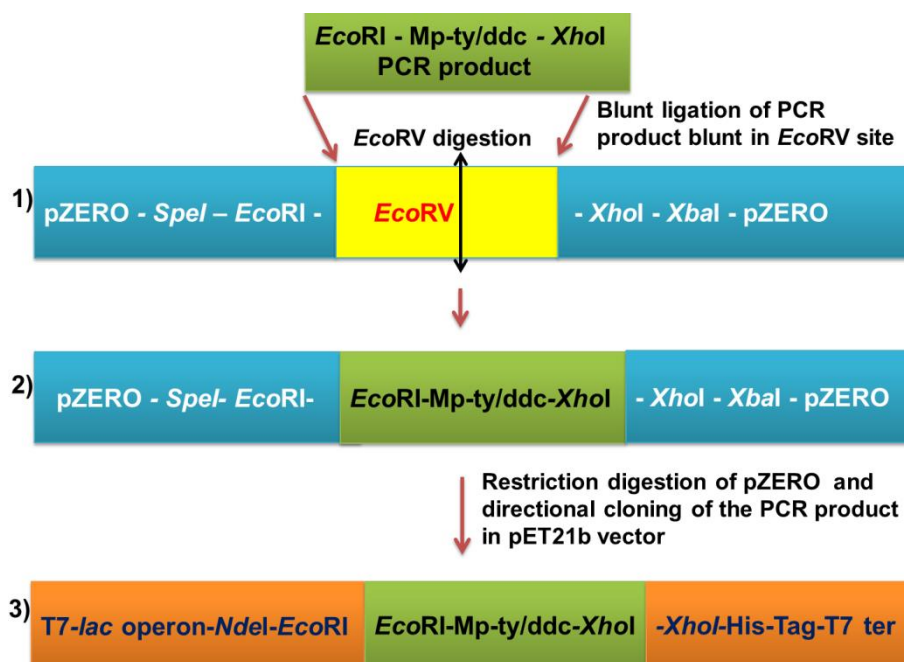 EcoRI - Mp-ty/ddc - XhoI
PCR product
EcoRV digestion
Blunt ligation of PCR
product blunt in EcoRV site
1)
pZERO - SpeI – EcoRI -
EcoRV
- XhoI - XbaI - pZERO
2)
pZERO - SpeI- EcoRI-
EcoRI-Mp-ty/ddc-XhoI
- XhoI - XbaI - pZERO
Restriction digestion of pZERO and
directional cloning of the PCR product
in pET21b vector
3)
T7-lac operon-NdeI-EcoRI
EcoRI-Mp-ty/ddc-XhoI
-XhoI-His-Tag-T7 ter